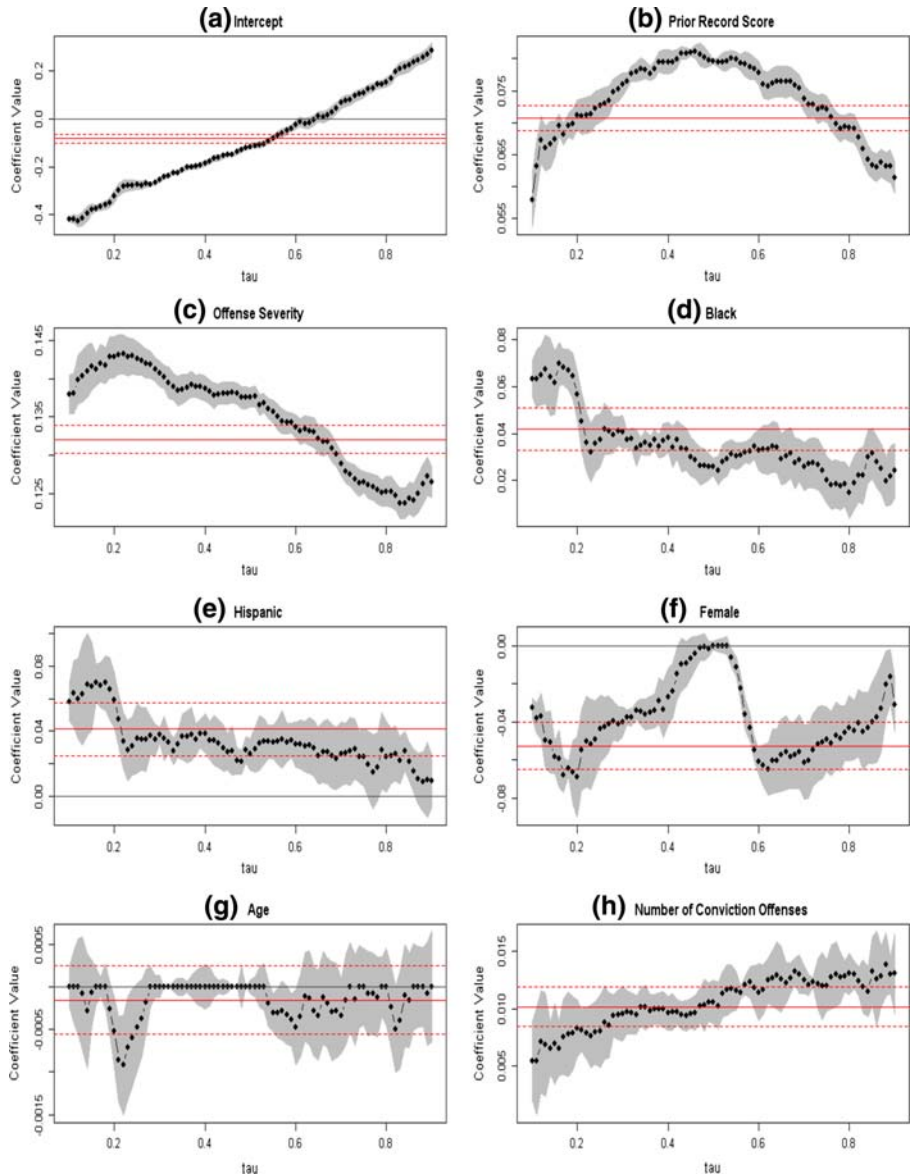 (a) Intercept
Coefficient Value
0.2
0.0
-0.2
-0.4
0.2 0.4 0.6 0.8
tau
(b) Prior Record Score
Coefficient Value
0.075
0.065
0.055
0.2 0.4 0.6 0.8
tau
(c) Offense Severity
Coefficient Value
0.145
0.135
0.125
0.2 0.4 0.6 0.8
tau
(d) Black
Coefficient Value
0.08
0.06
0.04
0.02
0.2 0.4 0.6 0.8
tau
(e) Hispanic
Coefficient Value
0.08
0.04
0.00
0.2 0.4 0.6 0.8
tau
(f) Female
Coefficient Value
0.00
-0.04
-0.08
0.2 0.4 0.6 0.8
tau
(g) Age
Coefficient Value
0.0005
-0.0005
-0.0015
0.2 0.4 0.6 0.8
tau
(h) Number of Conviction Offenses
Coefficient Value
0.015
0.010
0.005
0.2 0.4 0.6 0.8
tau